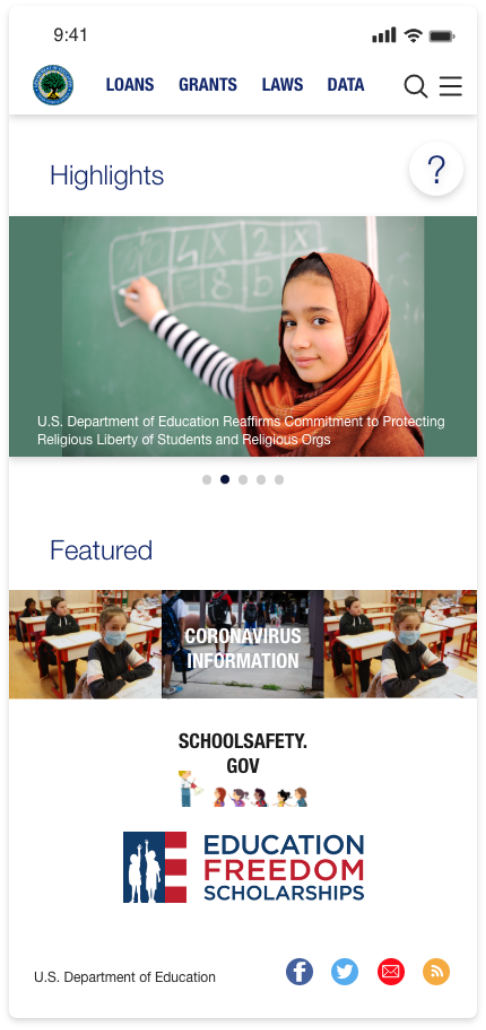 9:41
LOANS GRANTS LAWS DATA
Highlights
?
U.S. Department of Education Reaffirms Commitment to Protecting
Religious Liberty of Students and Religious Orgs
Featured
CORONAVIRUS
INFORMATION
SCHOOLSAFETY.
GOV
EDUCATION
FREEDOM
SCHOLARSHIPS
U.S. Department of Education